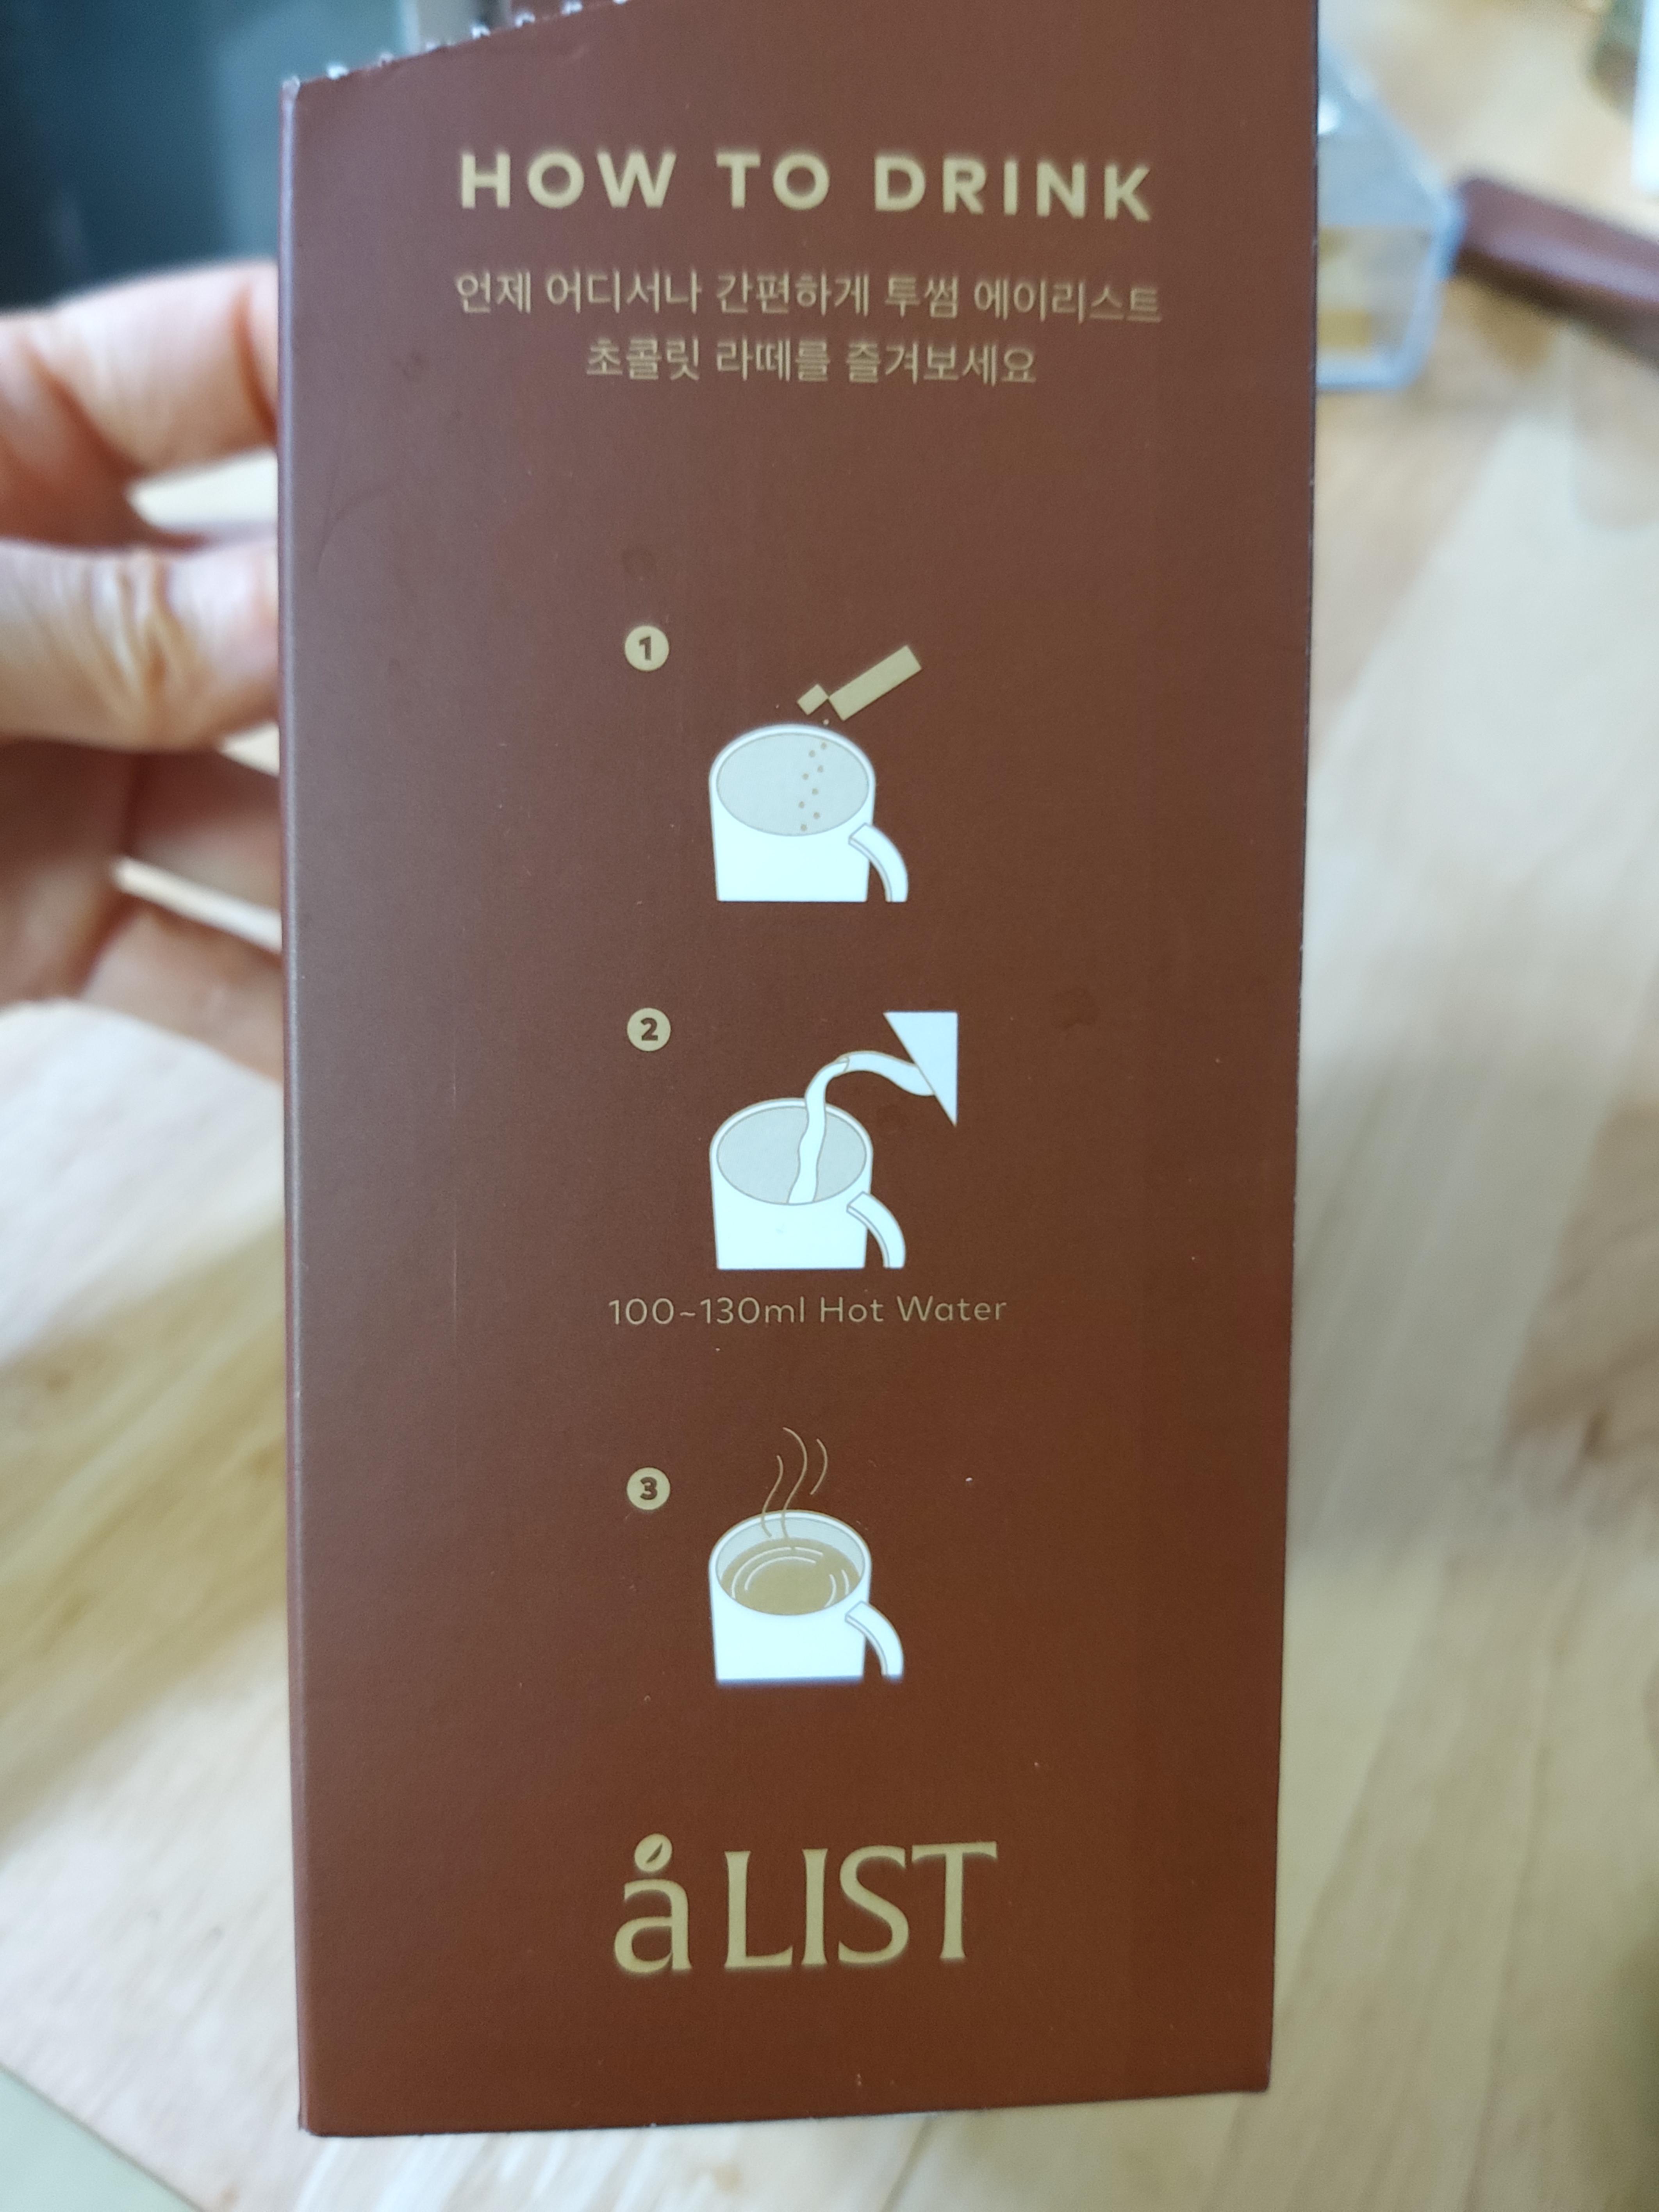 HOW TO DRINK
언제 어디서나 간편하게 투썸 에이리스트
초콜릿 라떼를 즐겨보세요
1
2
100~130ml Hot Water
3
å LIST